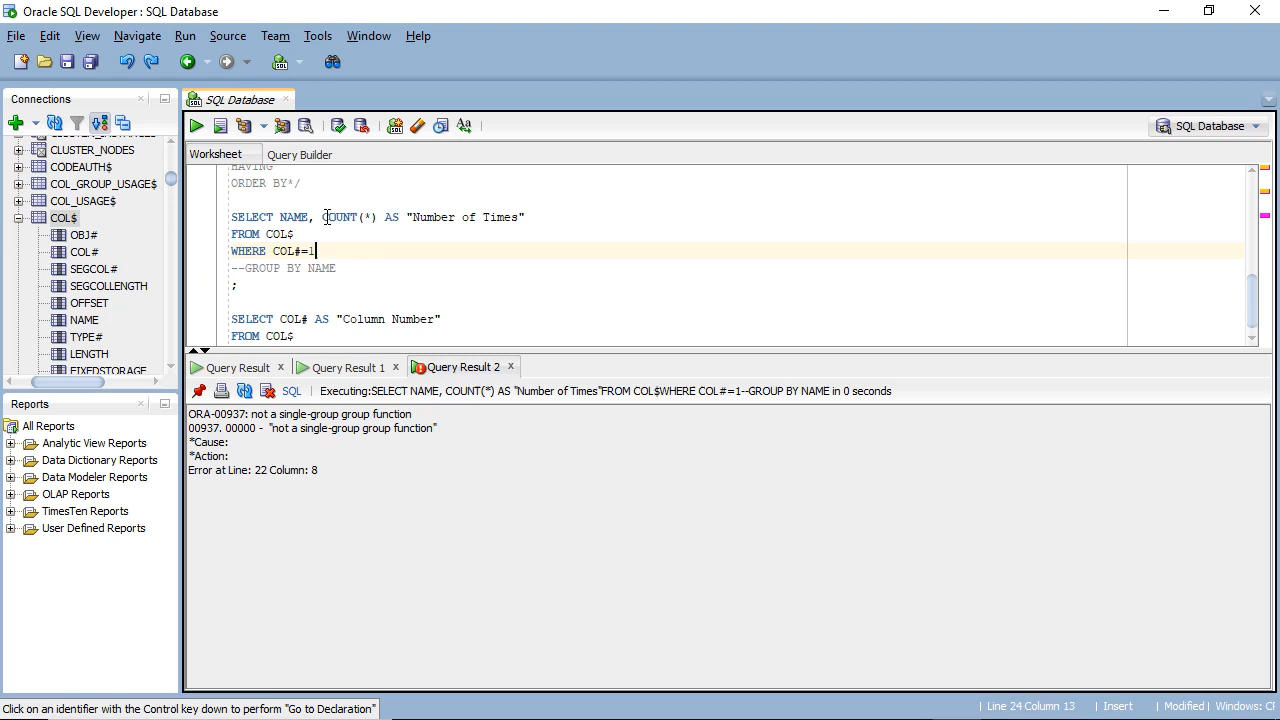 Oracle SQL Developer : SQL Database
File Edit View Navigate Run Source Team Tools Window Help
Connections
SQL Database
SQL Database
Worksheet Query Builder
CLUSTER_NODES
CODEAUTH$
COL_GROUP_USAGE$
COL_USAGE$
COL$
OBJ#
COL#
SEGCOL#
SEGCOLLENGTH
OFFSET
NAME
TYPE#
LENGTH
FIXEDSTORAGE
HAVING
ORDER BY*/
SELECT NAME, COUNT(*) AS "Number of Times"
FROM COL$
WHERE COL#=1
--GROUP BY NAME
;
SELECT COL# AS "Column Number"
FROM COL$
Query Result Query Result 1 Query Result 2
SQL Executing:SELECT NAME, COUNT(*) AS "Number of Times"FROM COL$WHERE COL#=1--GROUP BY NAME in 0 seconds
ORA-00937: not a single-group group function
00937. 00000 - "not a single-group group function"
*Cause:
*Action:
Error at Line: 22 Column: 8
Reports
All Reports
Analytic View Reports
Data Dictionary Reports
Data Modeler Reports
OLAP Reports
TimesTen Reports
User Defined Reports
Click on an identifier with the Control key down to perform "Go to Declaration"
Line 24 Column 13 Insert Modified Windows: